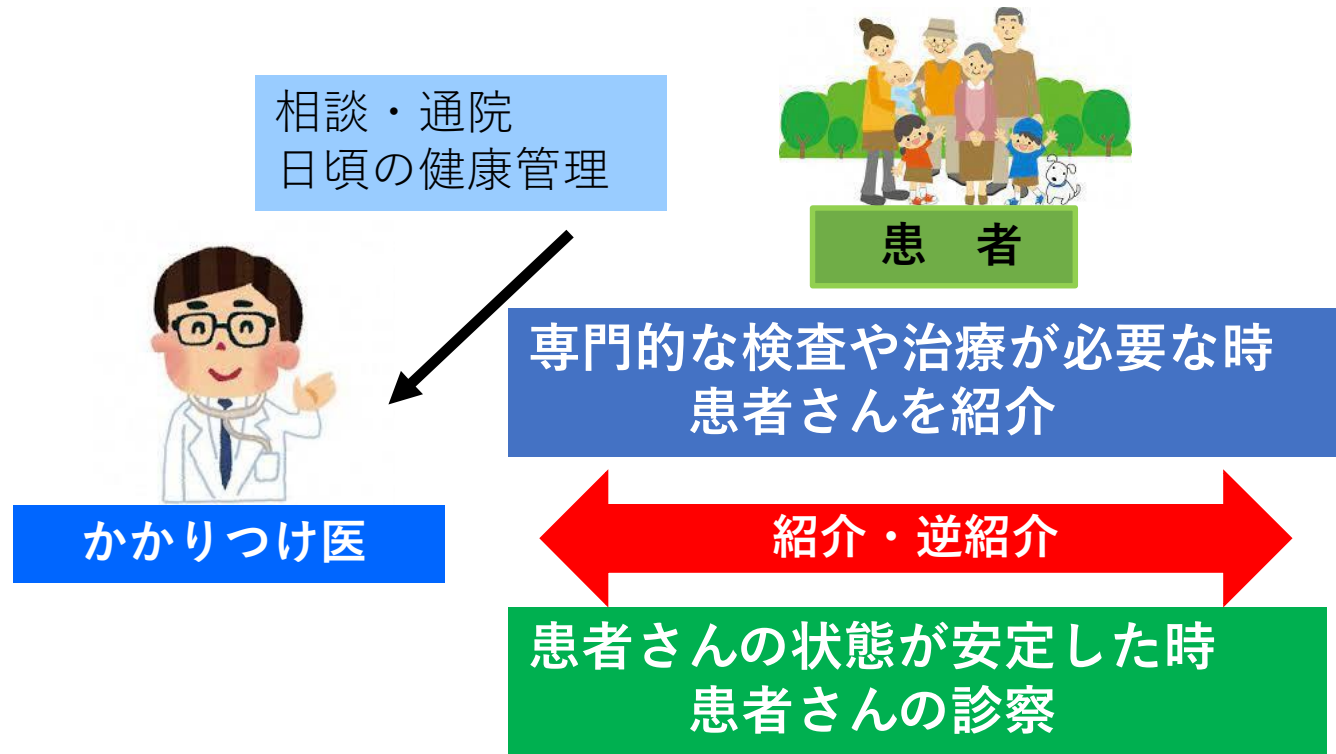 相談・通院
日頃の健康管理
患　者
専門的な検査や治療が必要な時
患者さんを紹介
かかりつけ医
紹介・逆紹介
患者さんの状態が安定した時
患者さんの診察